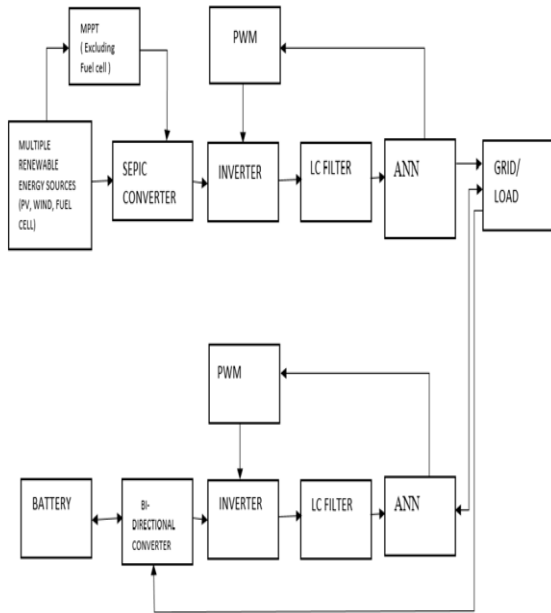 MPPT
( Excluding
Fuel cell )
PWM
MULTIPLE
RENEWABLE
ENERGY SOURCES
(PV, WIND, FUEL
CELL)
SEPIC
CONVERTER
INVERTER
LC FILTER
ANN
GRID/
LOAD
PWM
BATTERY
BI-
DIRECTIONAL
CONVERTER
INVERTER
LC FILTER
ANN